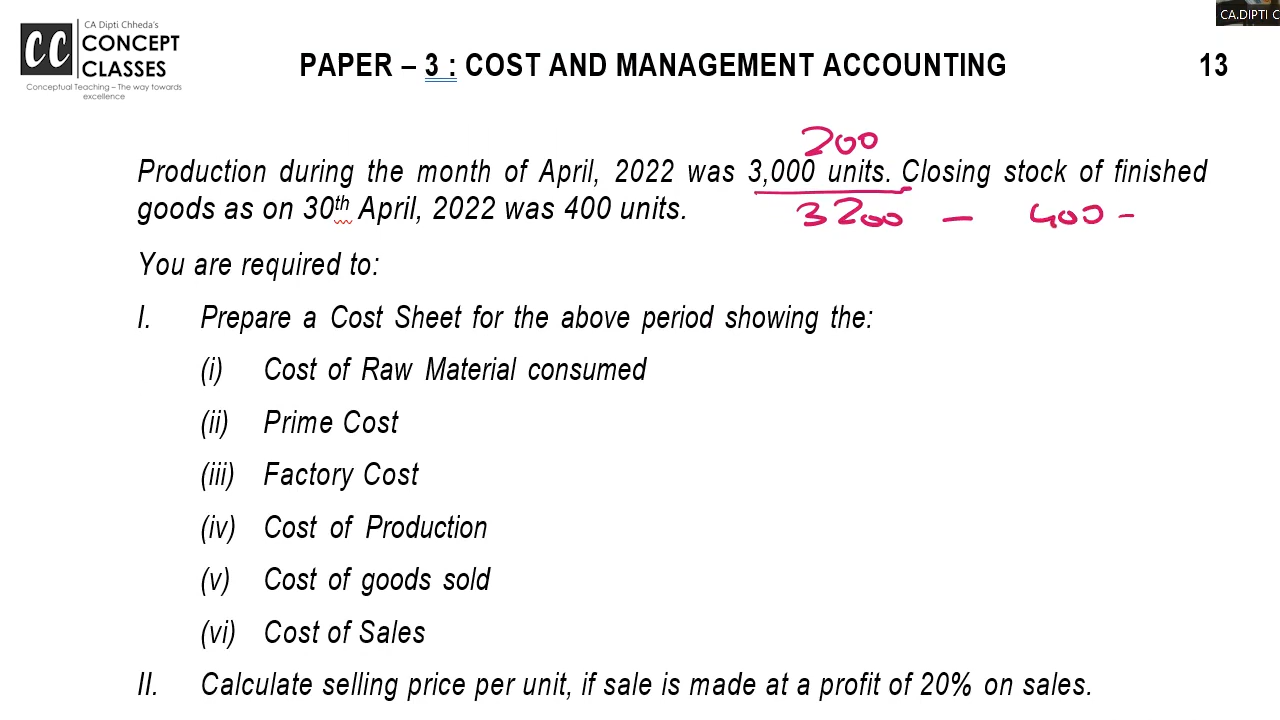 CA.DIPTI C
CA Dipti Chheda's
CC CONCEPT
CLASSES
Conceptual Teaching – The way towards
excellence
PAPER – 3 : COST AND MANAGEMENT ACCOUNTING 13
200
Production during the month of April, 2022 was 3,000 units. Closing stock of finished
goods as on 30th April, 2022 was 400 units.
3200 – 400 –
You are required to:
I. Prepare a Cost Sheet for the above period showing the:
(i) Cost of Raw Material consumed
(ii) Prime Cost
(iii) Factory Cost
(iv) Cost of Production
(v) Cost of goods sold
(vi) Cost of Sales
II. Calculate selling price per unit, if sale is made at a profit of 20% on sales.